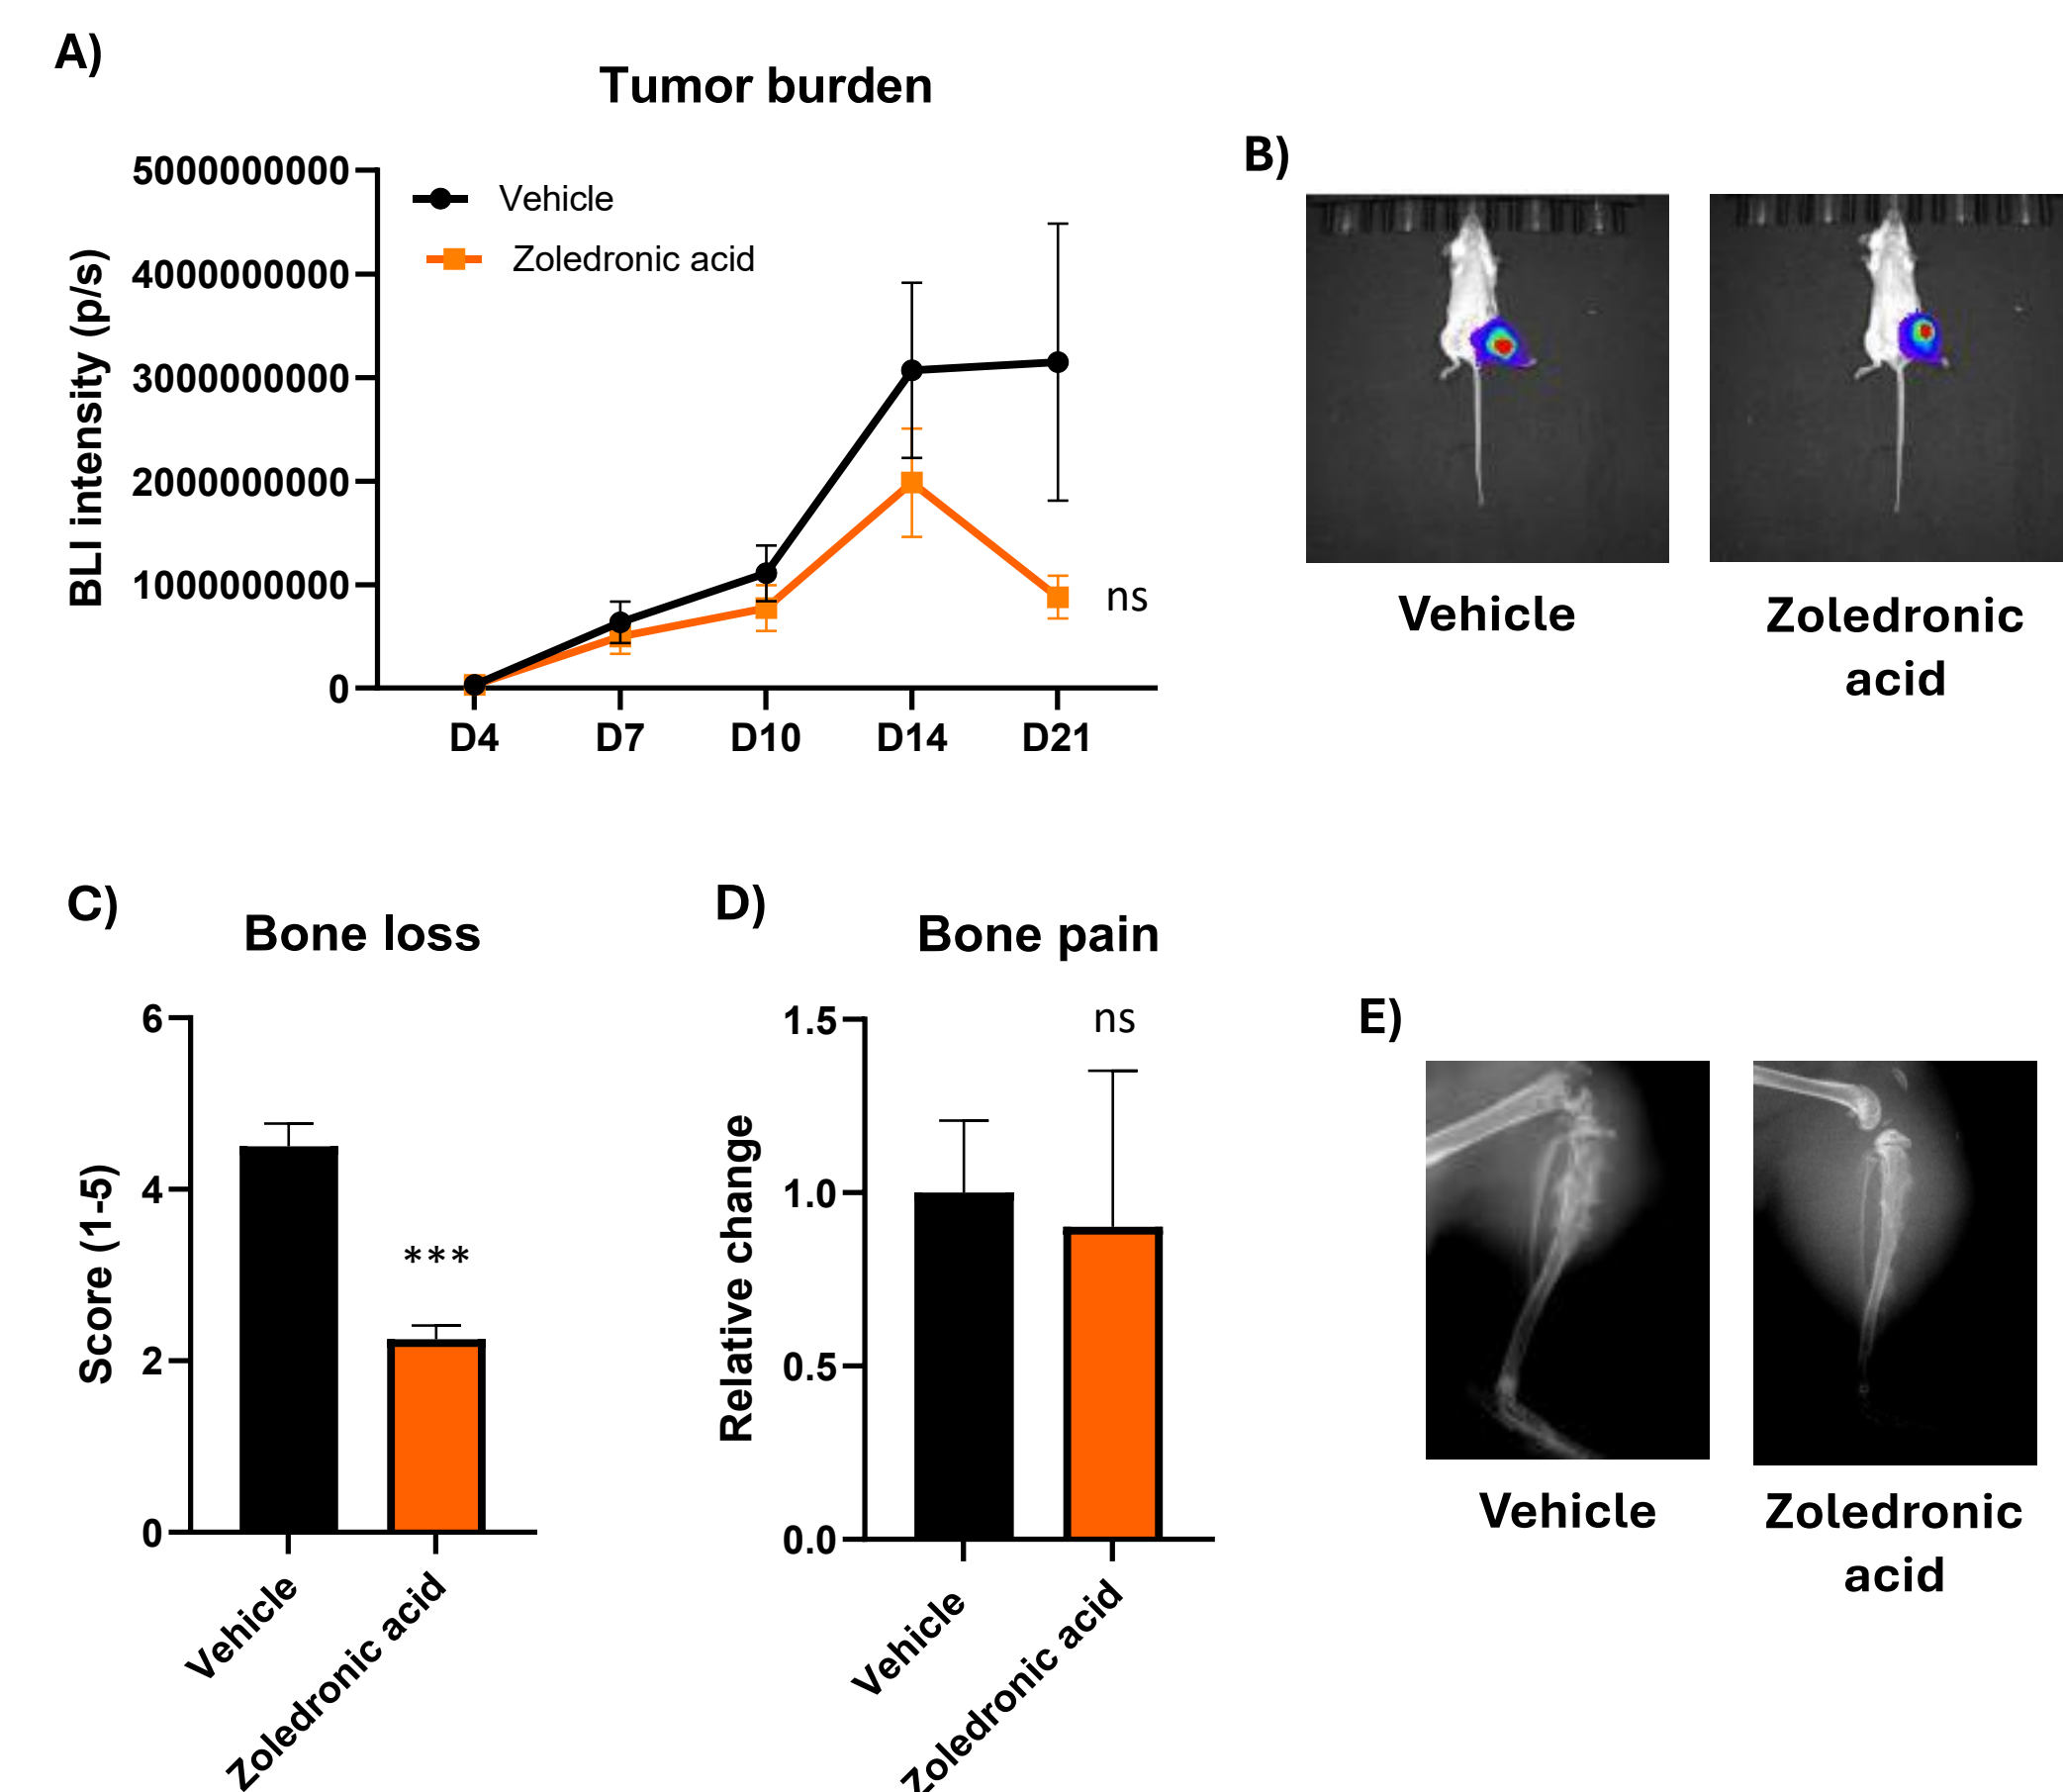 A)
Tumor burden
BLI intensity (p/s)
5000000000
4000000000
3000000000
2000000000
1000000000
0
Vehicle
Zoledronic acid
ns
D4 D7 D10 D14 D21
B)
Vehicle
Zoledronic
acid
C)
Bone loss
Score (1-5)
6
4
2
0
***
Vehicle
Zoledronic acid
D)
Bone pain
Relative change
1.5
1.0
0.5
0.0
ns
Vehicle
Zoledronic acid
E)
Vehicle
Zoledronic
acid